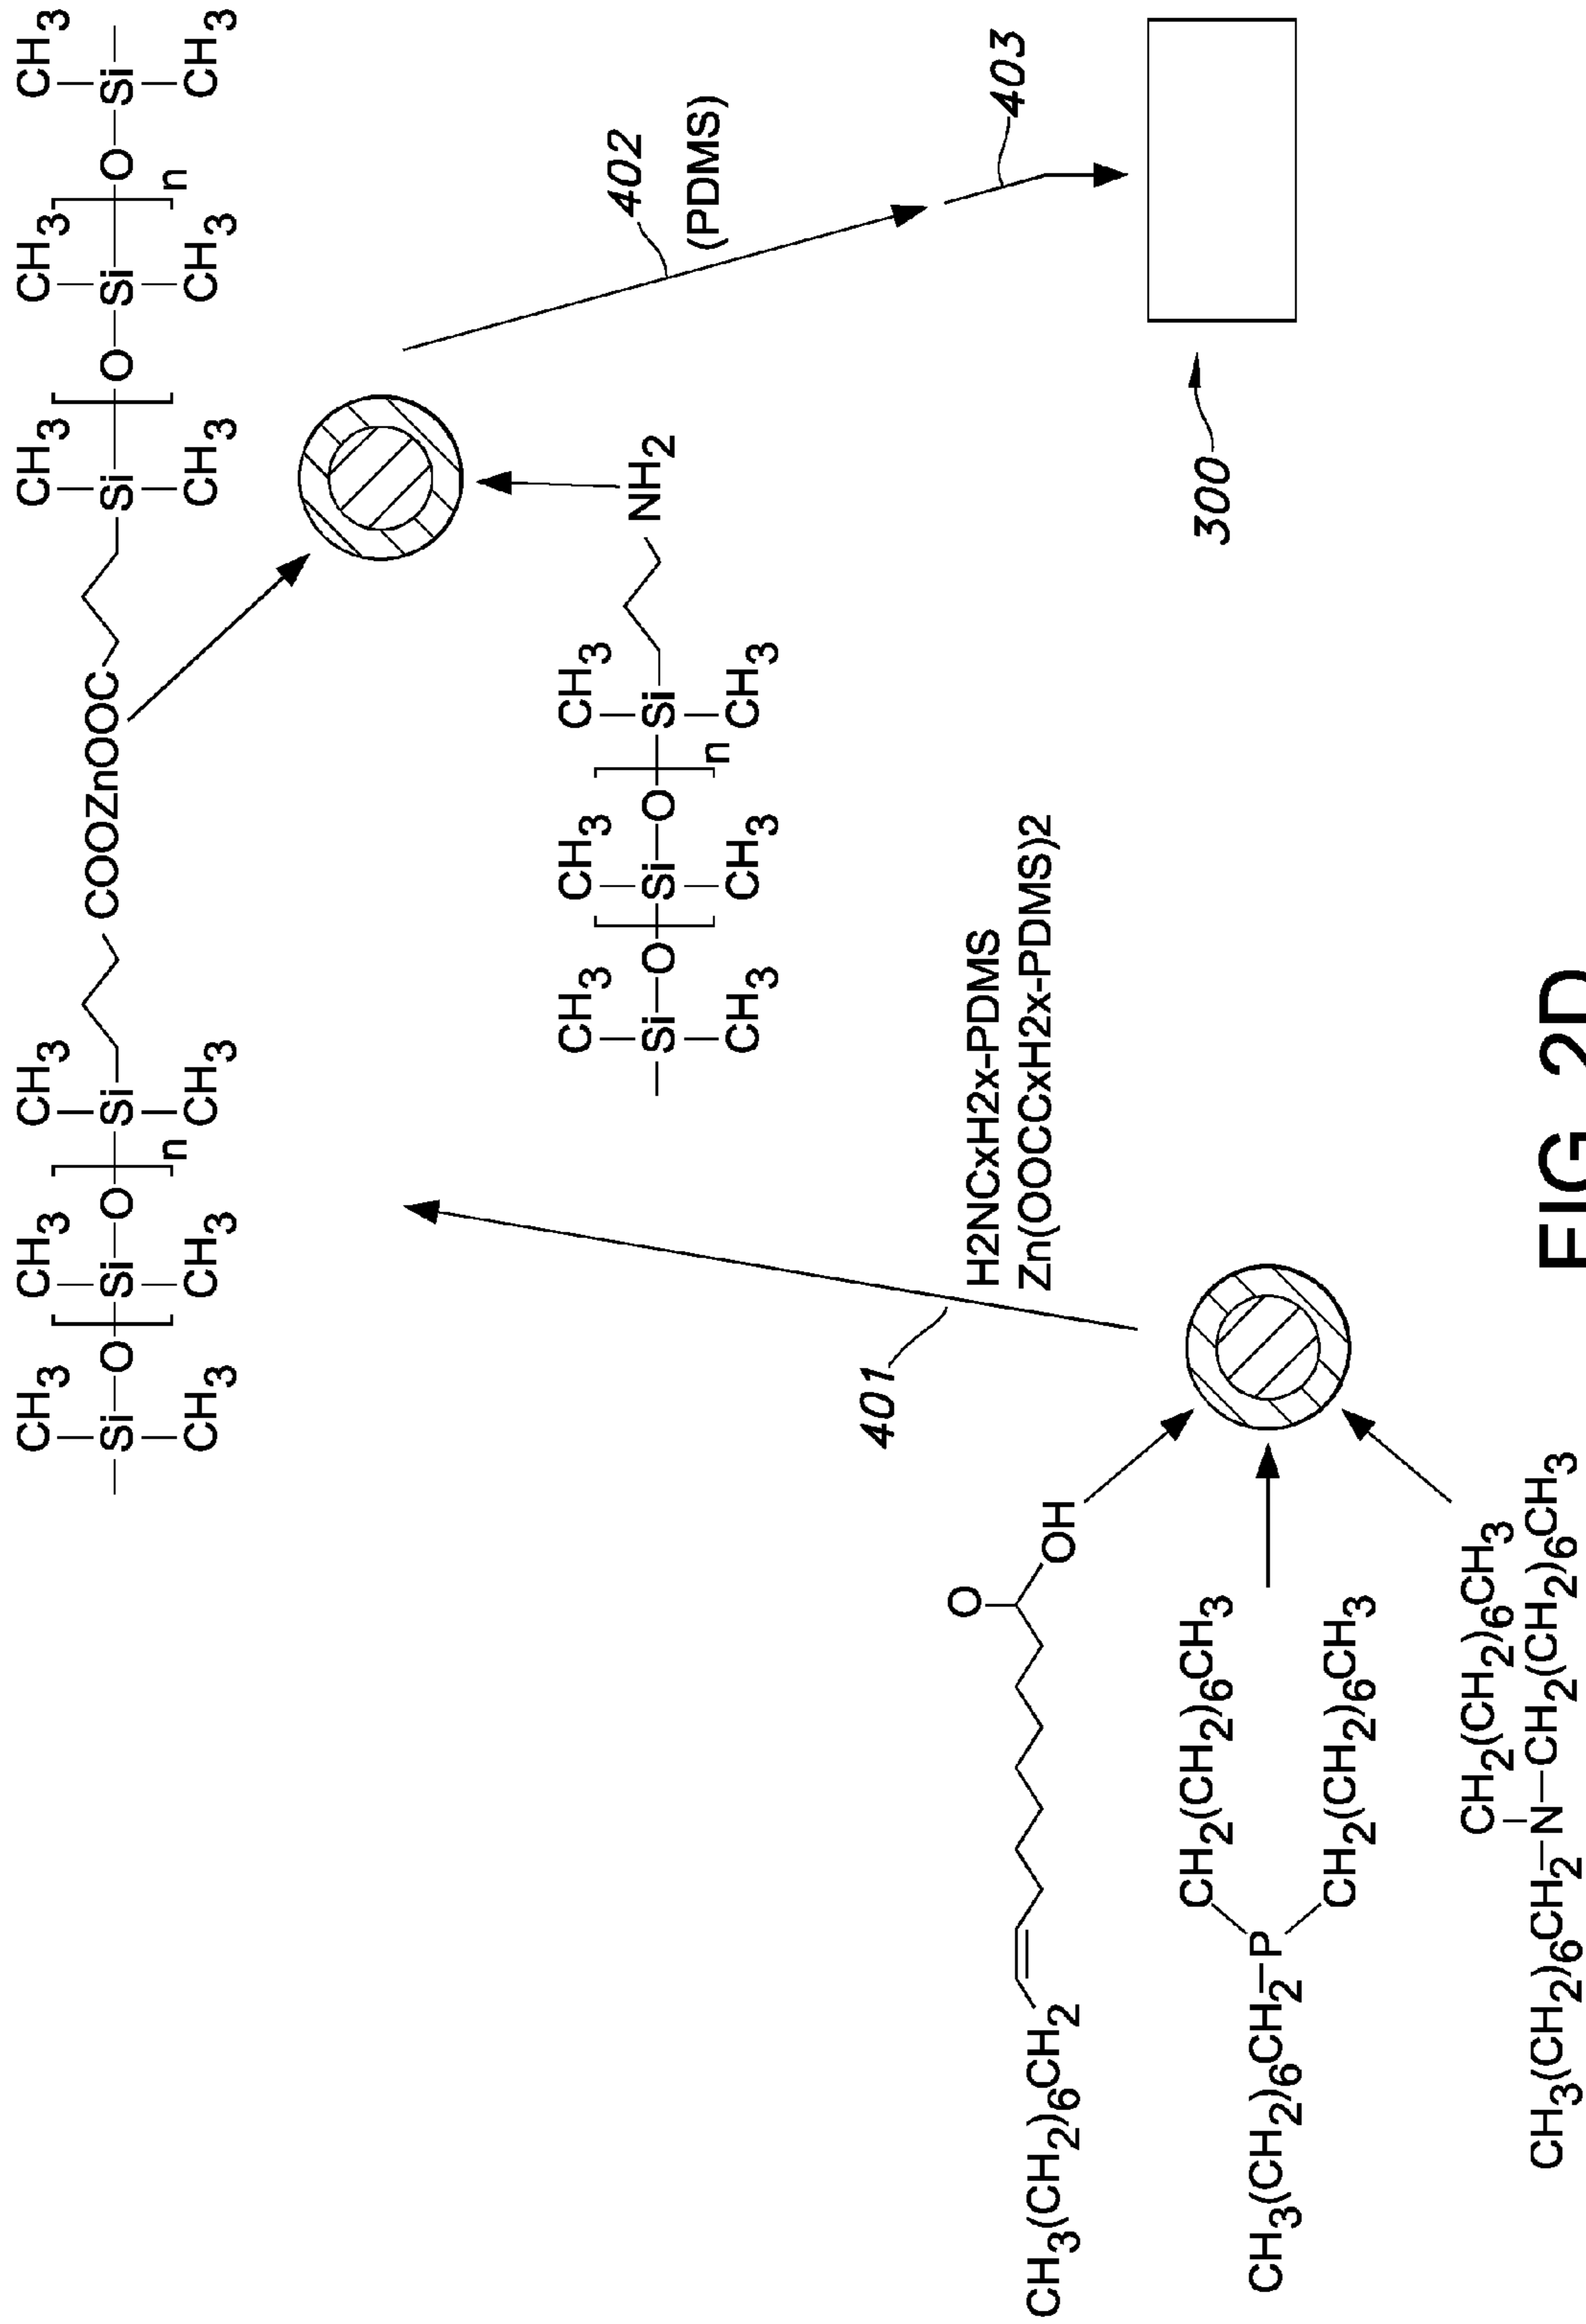 CH3 CH3 CH3 CH3 CH3 CH3
—Si—O—[Si—O]n—Si COOZnOOC Si—[O—Si]n—O—Si—
CH3 CH3 CH3 CH3 CH3 CH3
CH3 CH3 CH3
—Si—O—[Si—O]n—Si NH2
CH3 CH3 CH3
402
(PDMS)
401
H2NCxH2x-PDMS
Zn(OOCCxH2x-PDMS)2
403
O
CH3(CH2)6CH2 OH
300
CH2(CH2)6CH3
CH3(CH2)6CH2—P
CH2(CH2)6CH3
CH2(CH2)6CH3
CH3(CH2)6CH2—N—CH2(CH2)6CH3
FIG 2D